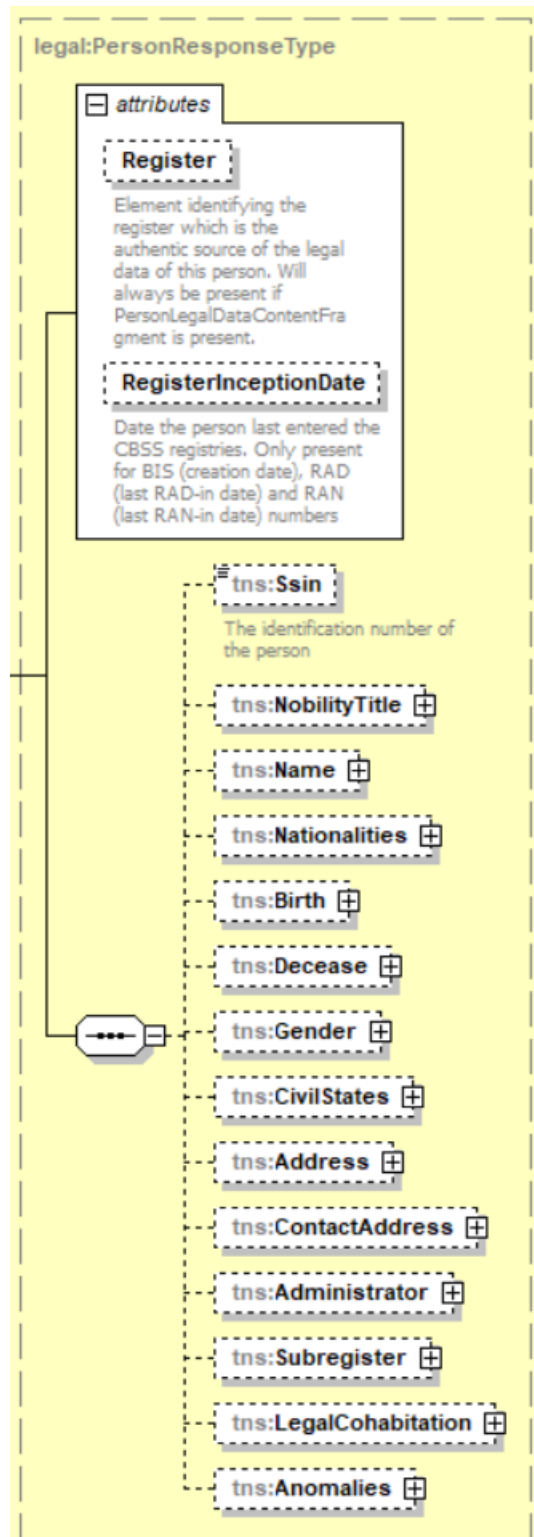 legal:PersonResponseType
attributes
Register
Element identifying the
register which is the
authentic source of the legal
data of this person. Will
always be present if
PersonLegalDataContentFra
gment is present.
RegisterInceptionDate
Date the person last entered the
CBSS registries. Only present
for BIS (creation date), RAD
(last RAD-in date) and RAN
(last RAN-in date) numbers
tns:Ssin
The identification number of
the person
tns:NobilityTitle
tns:Name
tns:Nationalities
tns:Birth
tns:Decease
tns:Gender
tns:CivilStates
tns:Address
tns:ContactAddress
tns:Administrator
tns:Subregister
tns:LegalCohabitation
tns:Anomalies